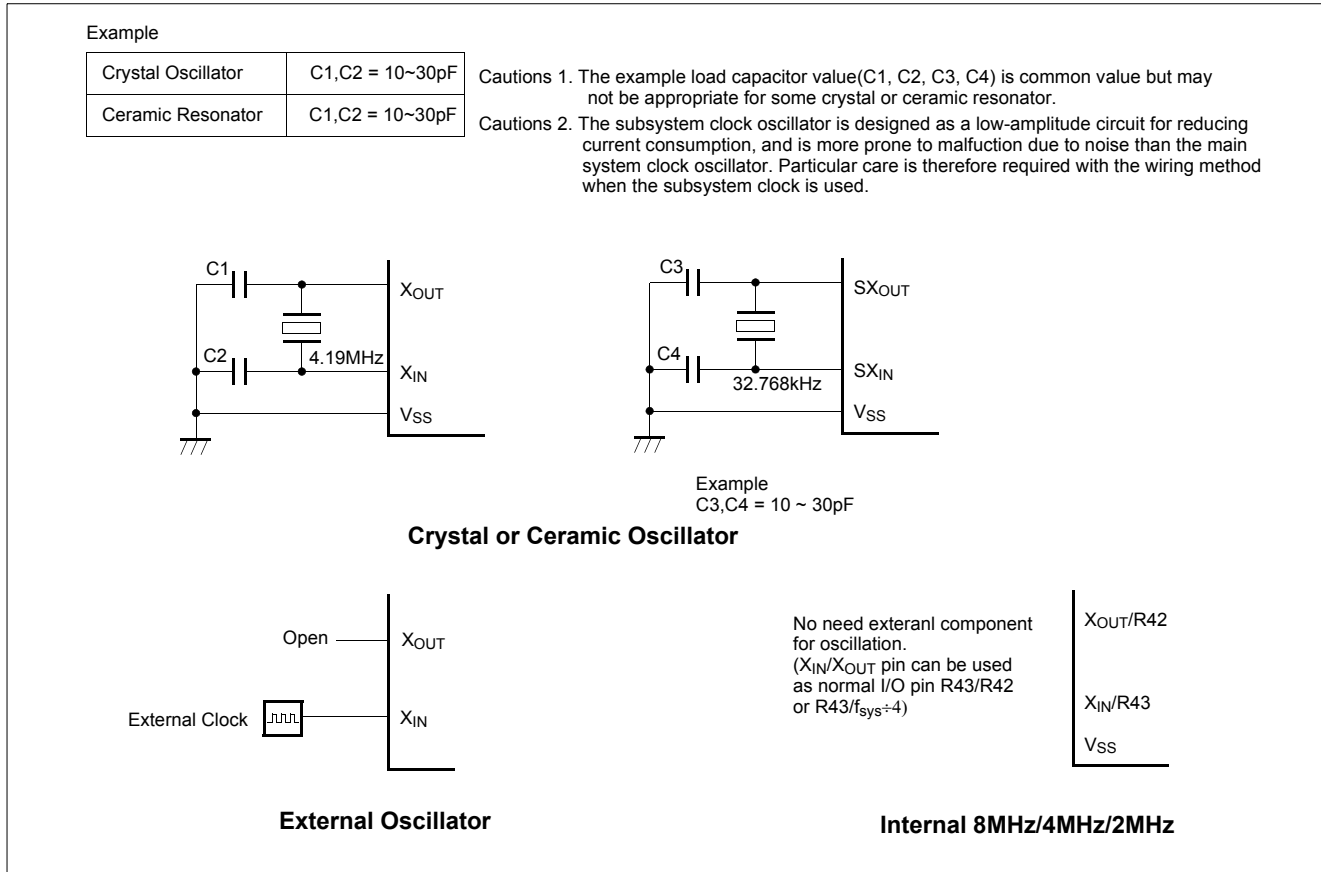 Example
Crystal Oscillator C1,C2 = 10~30pF
Ceramic Resonator C1,C2 = 10~30pF
Cautions 1. The example load capacitor value(C1, C2, C3, C4) is common value but may
not be appropriate for some crystal or ceramic resonator.
Cautions 2. The subsystem clock oscillator is designed as a low-amplitude circuit for reducing
current consumption, and is more prone to malfuction due to noise than the main
system clock oscillator. Particular care is therefore required with the wiring method
when the subsystem clock is used.
C1
XOUT
C2
4.19MHz
XIN
VSS
C3
SXOUT
C4
SXIN
32.768kHz
VSS
Example
C3,C4 = 10 ~ 30pF
Crystal or Ceramic Oscillator
Open
XOUT
External Clock
XIN
External Oscillator
No need exteranl component
for oscillation.
(XIN/XOUT pin can be used
as normal I/O pin R43/R42
or R43/fsys÷4)
XOUT/R42
XIN/R43
VSS
Internal 8MHz/4MHz/2MHz